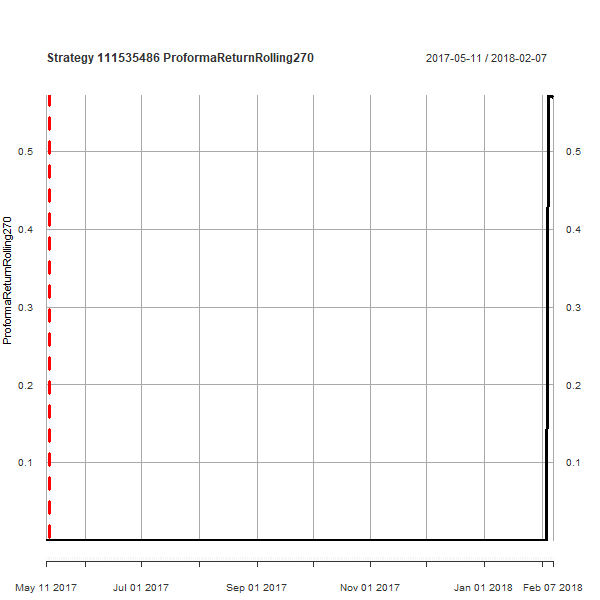 Strategy 111535486 ProformaReturnRolling270
2017-05-11 / 2018-02-07
ProformaReturnRolling270
0.5
0.4
0.3
0.2
0.1
0.5
0.4
0.3
0.2
0.1
May 11 2017
Jul 01 2017
Sep 01 2017
Nov 01 2017
Jan 01 2018
Feb 07 2018